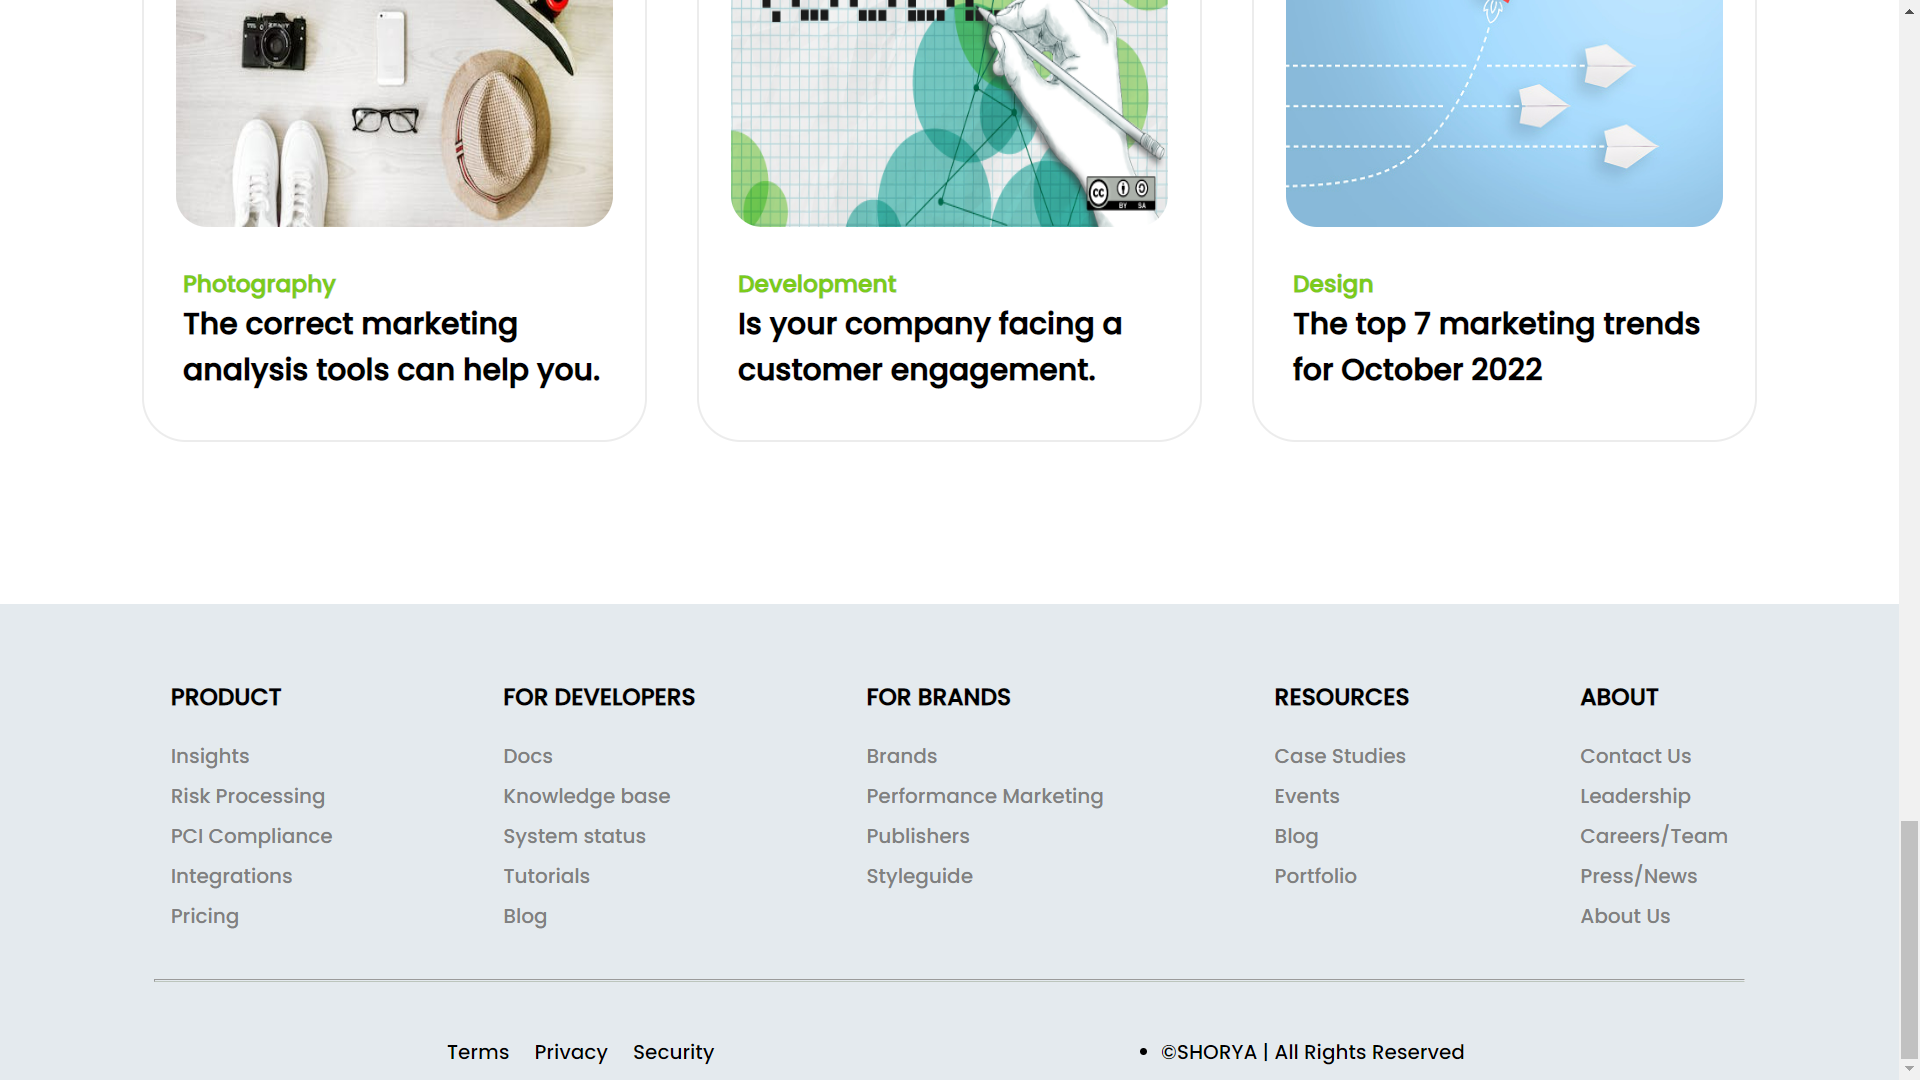 CC BY SA
Photography
The correct marketing
analysis tools can help you.
Development
Is your company facing a
customer engagement.
Design
The top 7 marketing trends
for October 2022
PRODUCT
Insights
Risk Processing
PCI Compliance
Integrations
Pricing
FOR DEVELOPERS
Docs
Knowledge base
System status
Tutorials
Blog
FOR BRANDS
Brands
Performance Marketing
Publishers
Styleguide
RESOURCES
Case Studies
Events
Blog
Portfolio
ABOUT
Contact Us
Leadership
Careers/Team
Press/News
About Us
Terms Privacy Security
• ©SHORYA | All Rights Reserved